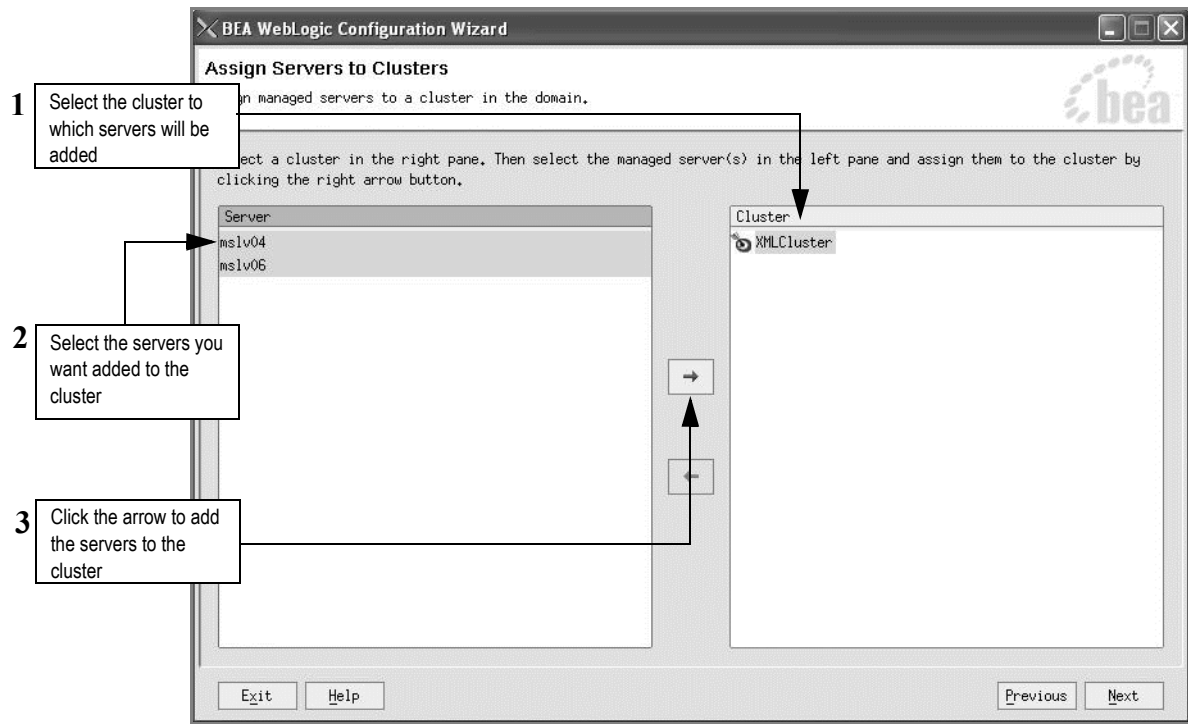 BEA WebLogic Configuration Wizard
Assign Servers to Clusters
gn managed servers to a cluster in the domain.
bea
1
Select the cluster to
which servers will be
added
ect a cluster in the right pane. Then select the managed server(s) in the left pane and assign them to the cluster by
clicking the right arrow button.
Server
mslv04
mslv06
Cluster
XMLCluster
2
Select the servers you
want added to the
cluster
3
Click the arrow to add
the servers to the
cluster
Exit
Help
Previous
Next